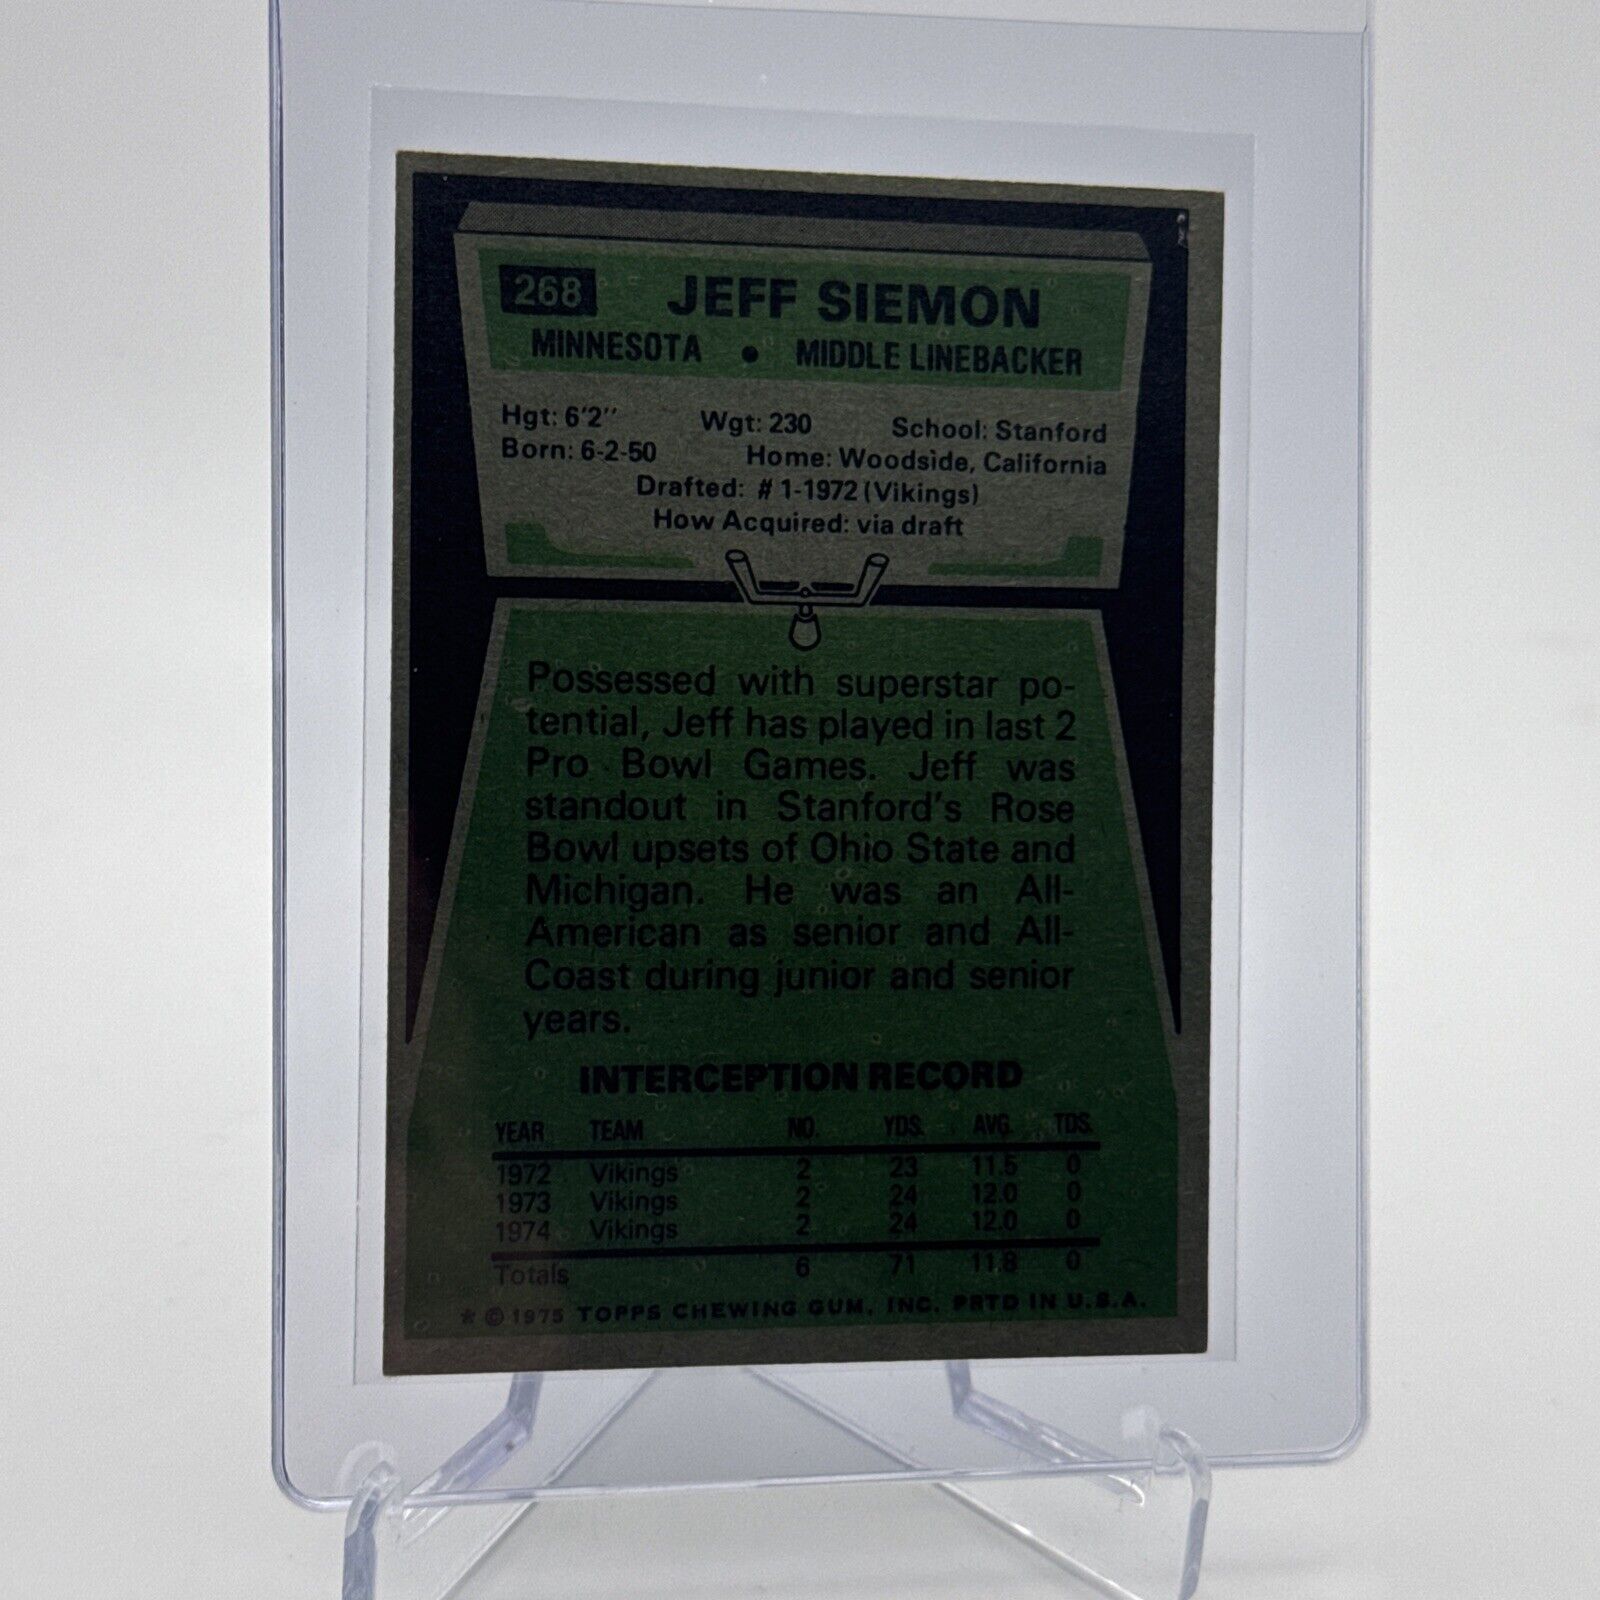 268 JEFF SIEMON
MINNESOTA • MIDDLE LINEBACKER
Hgt: 6'2" Wgt: 230 School: Stanford
Born: 6-2-50 Home: Woodside, California
Drafted: #1-1972 (Vikings)
How Acquired: via draft
Possessed with superstar po-
tential, Jeff has played in last 2
Pro Bowl Games. Jeff was
standout in Stanford's Rose
Bowl upsets of Ohio State and
Michigan. He was an All-
American as senior and All-
Coast during junior and senior
years.
INTERCEPTION RECORD
YEAR TEAM NO. YDS. AVG. TDS.
1972 Vikings 2 23 11.5 0
1973 Vikings 2 24 12.0 0
1974 Vikings 2 24 12.0 0
Totals 6 71 11.8 0
* © 1975 TOPPS CHEWING GUM, INC. PRTD IN U.S.A.